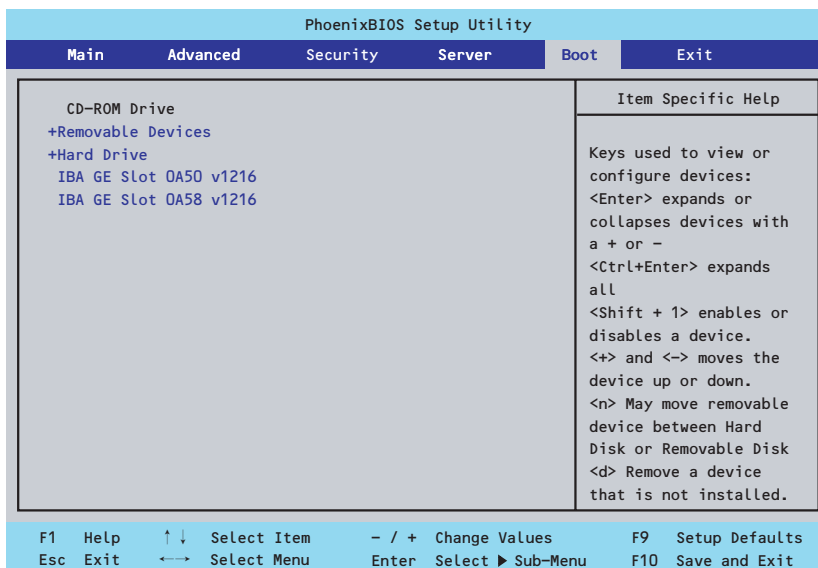 PhoenixBIOS Setup Utility
Main Advanced Security Server Boot Exit
CD-ROM Drive
+Removable Devices
+Hard Drive
IBA GE Slot 0A50 v1216
IBA GE Slot 0A58 v1216
Item Specific Help
Keys used to view or
configure devices:
<Enter> expands or
collapses devices with
a + or -
<Ctrl+Enter> expands
all
<Shift + 1> enables or
disables a device.
<+> and <-> moves the
device up or down.
<n> May move removable
device between Hard
Disk or Removable Disk
<d> Remove a device
that is not installed.
F1 Help ↑↓ Select Item - / + Change Values F9 Setup Defaults
Esc Exit ←→ Select Menu Enter Select ▶ Sub-Menu F10 Save and Exit